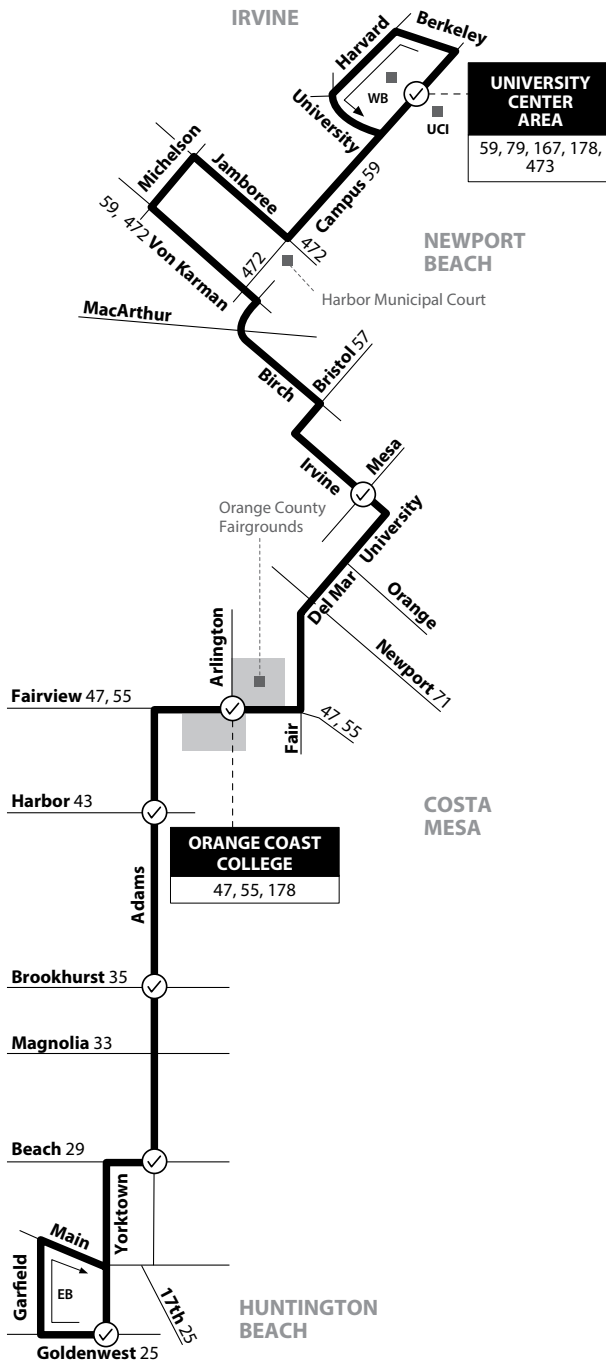 IRVINE
Berkeley
Harvard
WB
University
UCI
UNIVERSITY
CENTER
AREA
59, 79, 167, 178,
473
Michelson
Jamboree
Campus 59
59, 472
Von Karman
472
472
NEWPORT
BEACH
Harbor Municipal Court
MacArthur
Birch
Bristol 57
Irvine
Mesa
University
Orange County
Fairgrounds
Del Mar
Orange
Newport 71
Arlington
Fairview 47, 55
Fair
47, 55
Harbor 43
COSTA
MESA
ORANGE COAST
COLLEGE
47, 55, 178
Adams
Brookhurst 35
Magnolia 33
Beach 29
Yorktown
Main
Garfield
EB
17th 25
HUNTINGTON
BEACH
Goldenwest 25